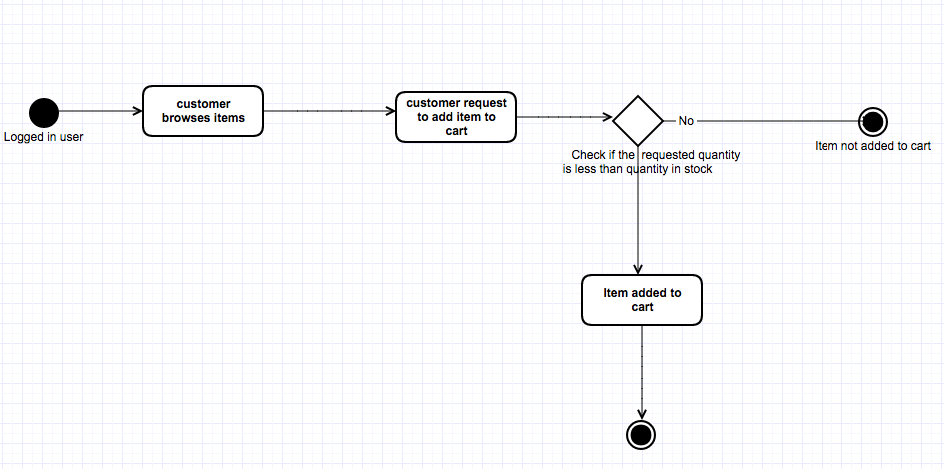 Logged in user
customer
browses items
customer request
to add item to
cart
No
Check if the requested quantity
is less than quantity in stock
Item not added to cart
Item added to
cart